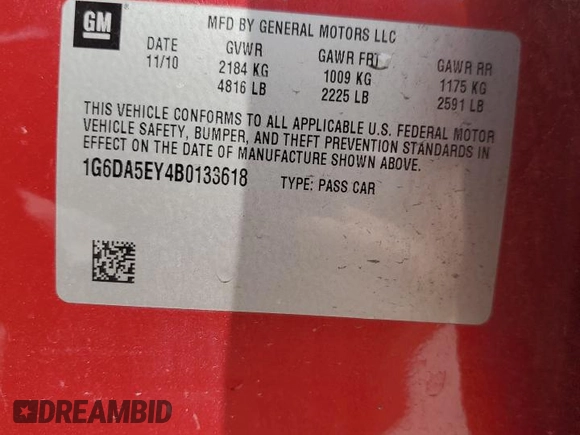 GM
MFD BY GENERAL MOTORS LLC
DATE GVWR GAWR FRT GAWR RR
11/10 2184 KG 1009 KG 1175 KG
4816 LB 2225 LB 2591 LB
THIS VEHICLE CONFORMS TO ALL APPLICABLE U.S. FEDERAL MOTOR
VEHICLE SAFETY, BUMPER, AND THEFT PREVENTION STANDARDS IN
EFFECT ON THE DATE OF MANUFACTURE SHOWN ABOVE.
1G6DA5EY4B0133618 TYPE: PASS CAR
DREAMBID